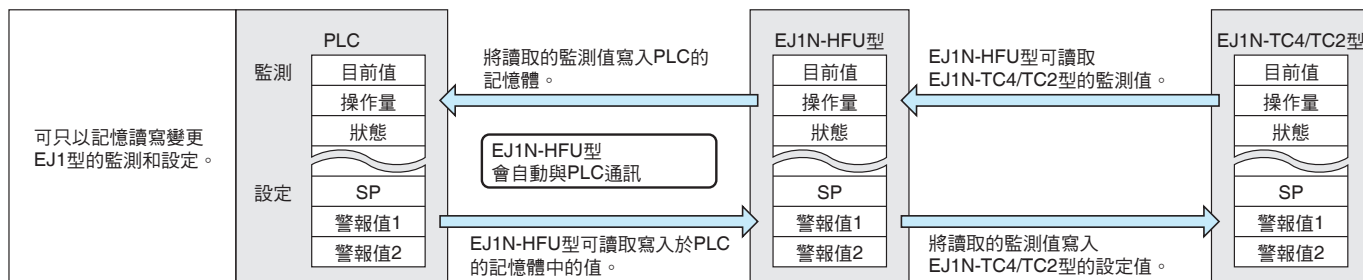 可只以記憶讀寫變更
EJ1型的監測和設定。
PLC
監測
目前值
操作量
狀態
設定
SP
警報值1
警報值2
將讀取的監測值寫入PLC的
記憶體。
EJ1N-HFU型
會自動與PLC通訊
EJ1N-HFU型可讀取寫入於PLC
的記憶體中的值。
EJ1N-HFU型
目前值
操作量
狀態
SP
警報值1
警報值2
EJ1N-HFU型可讀取
EJ1N-TC4/TC2型的監測值。
將讀取的監測值寫入
EJ1N-TC4/TC2型的設定值。
EJ1N-TC4/TC2型
目前值
操作量
狀態
SP
警報值1
警報值2